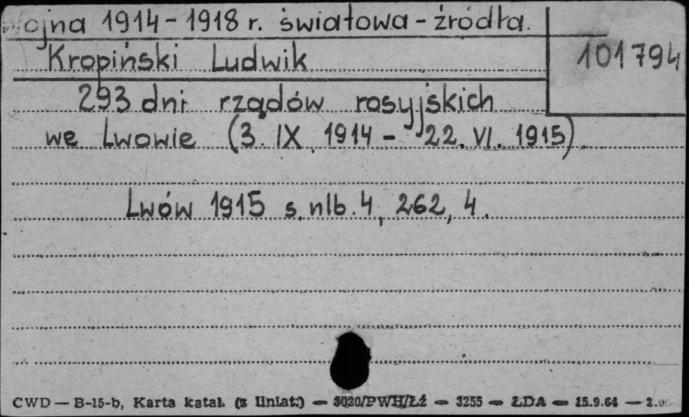 Wojna 1914-1918 r. światowa - źródła.
Kropiński Ludwik
101794
293 dni rządów rosyjskich
we Lwowie (3. IX. 1914 - 22. VI. 1915)
Lwów 1915 s. nlb. 4, 262, 4.
CWD — B-15-b, Karta katal. (z liniat.) — 3020/PWH/Łź — 3255 — ŁDA — 15.9.64 —